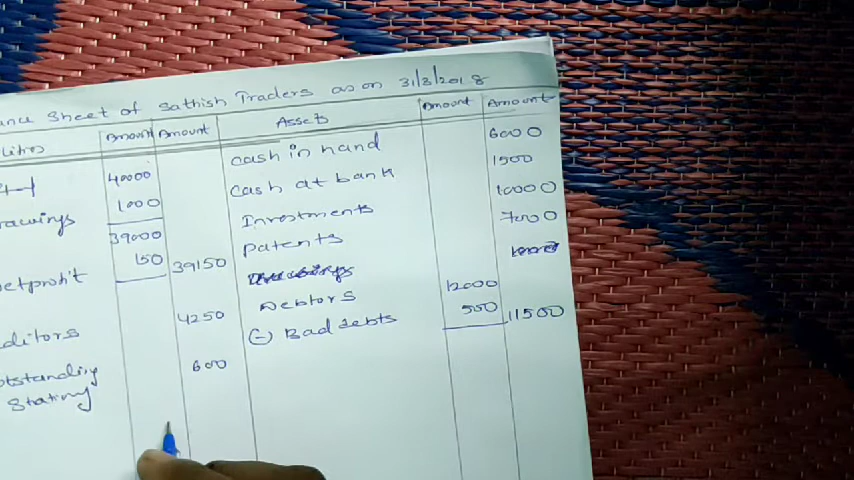 ance Sheet of Sathish Traders as on 31/3/2018
lities Amount Amount Assets Amount Amount
40000 Cash in hand 6000
rawings 1000 Cash at bank 1500
39000 Investments 10000
etprofit 150 39150 Patents 7000
Debtors 12000
ditors 4250 (-) Bad debts 500 11500
tstanding 600